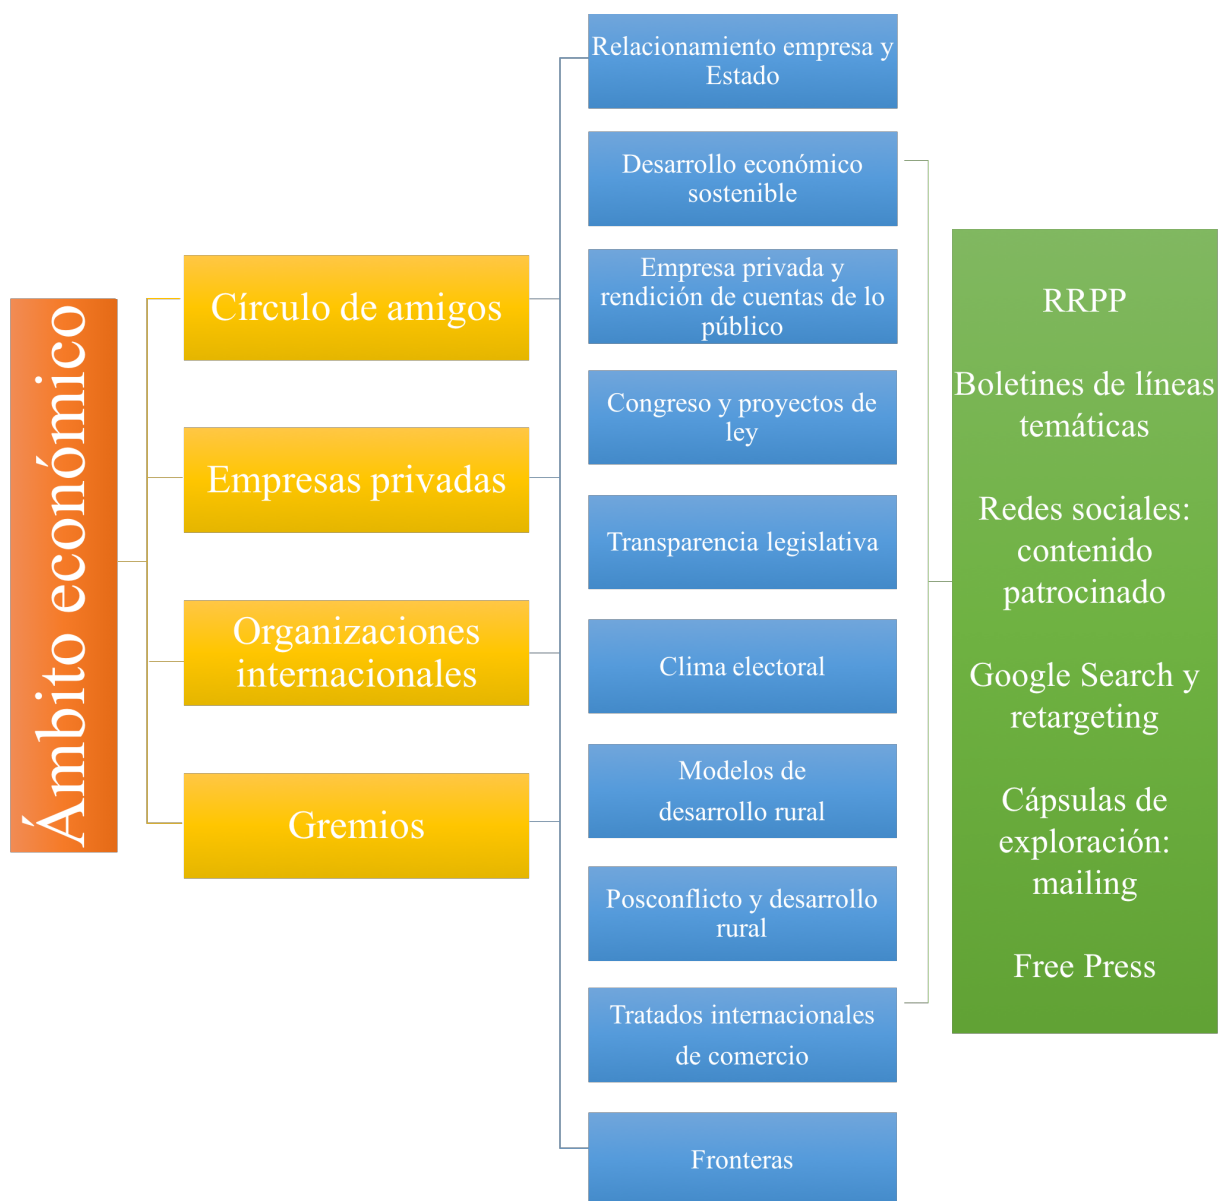 Ámbito económico
Círculo de amigos
Empresas privadas
Organizaciones
internacionales
Gremios
Relacionamiento empresa y
Estado
Desarrollo económico
sostenible
Empresa privada y
rendición de cuentas de lo
público
Congreso y proyectos de
ley
Transparencia legislativa
Clima electoral
Modelos de
desarrollo rural
Posconflicto y desarrollo
rural
Tratados internacionales
de comercio
Fronteras
RRPP
Boletines de líneas
temáticas
Redes sociales:
contenido
patrocinado
Google Search y
retargeting
Cápsulas de
exploración:
mailing
Free Press